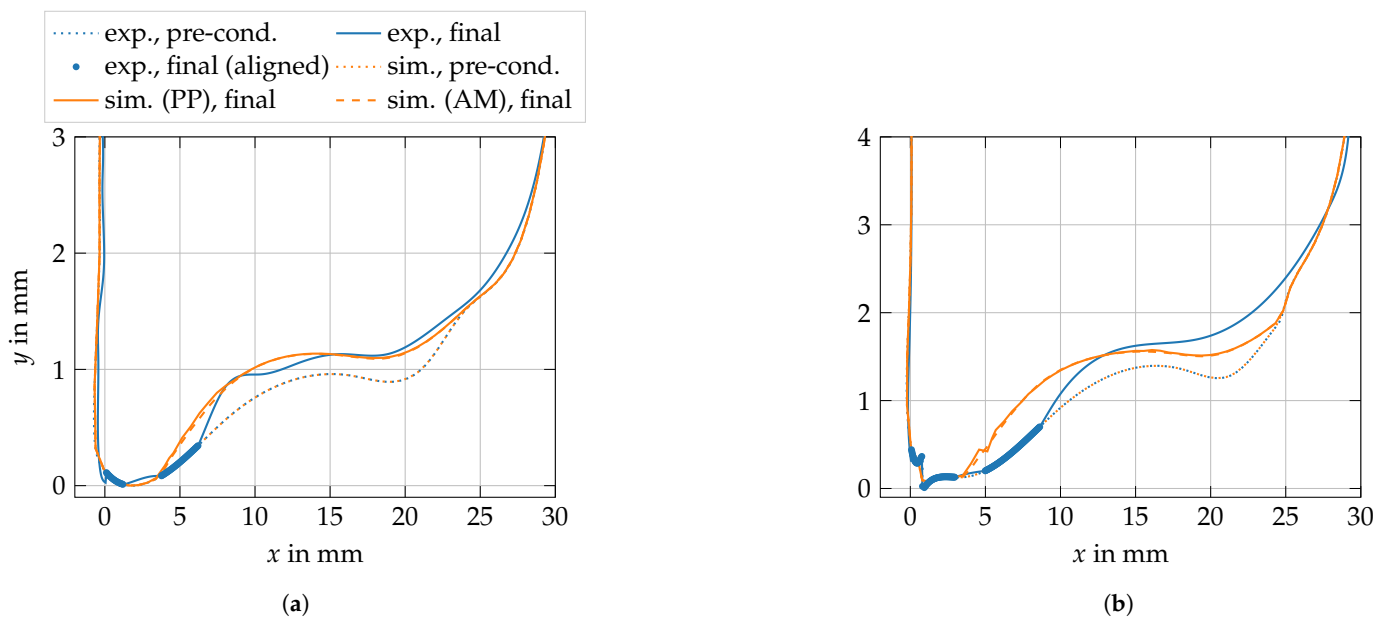 exp., pre-cond. exp., final
exp., final (aligned) sim., pre-cond.
sim. (PP), final sim. (AM), final
3
2
1
0
y in mm
0 5 10 15 20 25 30
x in mm
(a)
4
3
2
1
0
0 5 10 15 20 25 30
x in mm
(b)